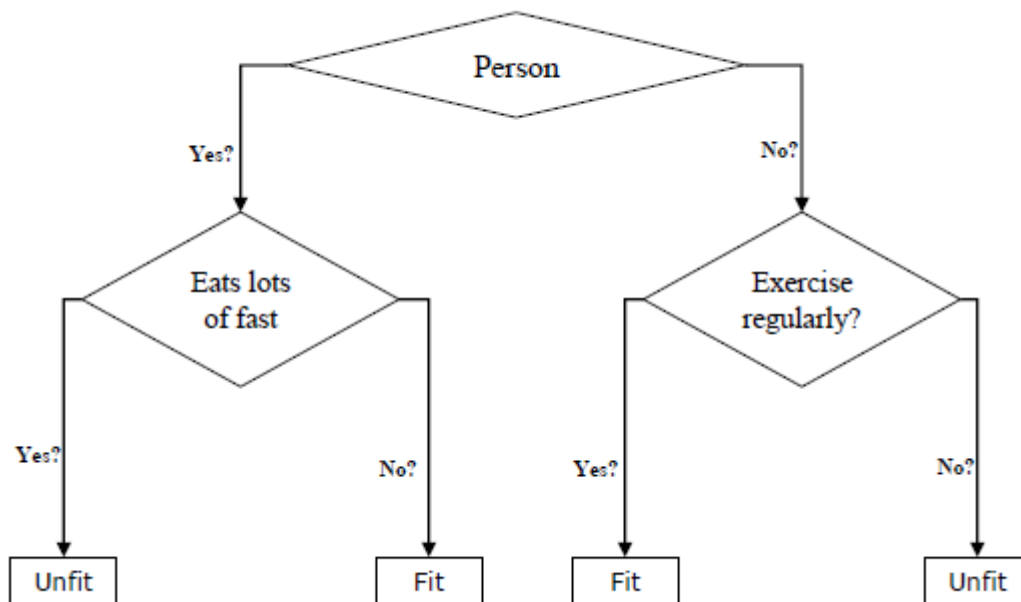 Person
Yes?
No?
Eats lots
of fast
Exercise
regularly?
Yes?
No?
Yes?
No?
Unfit
Fit
Fit
Unfit